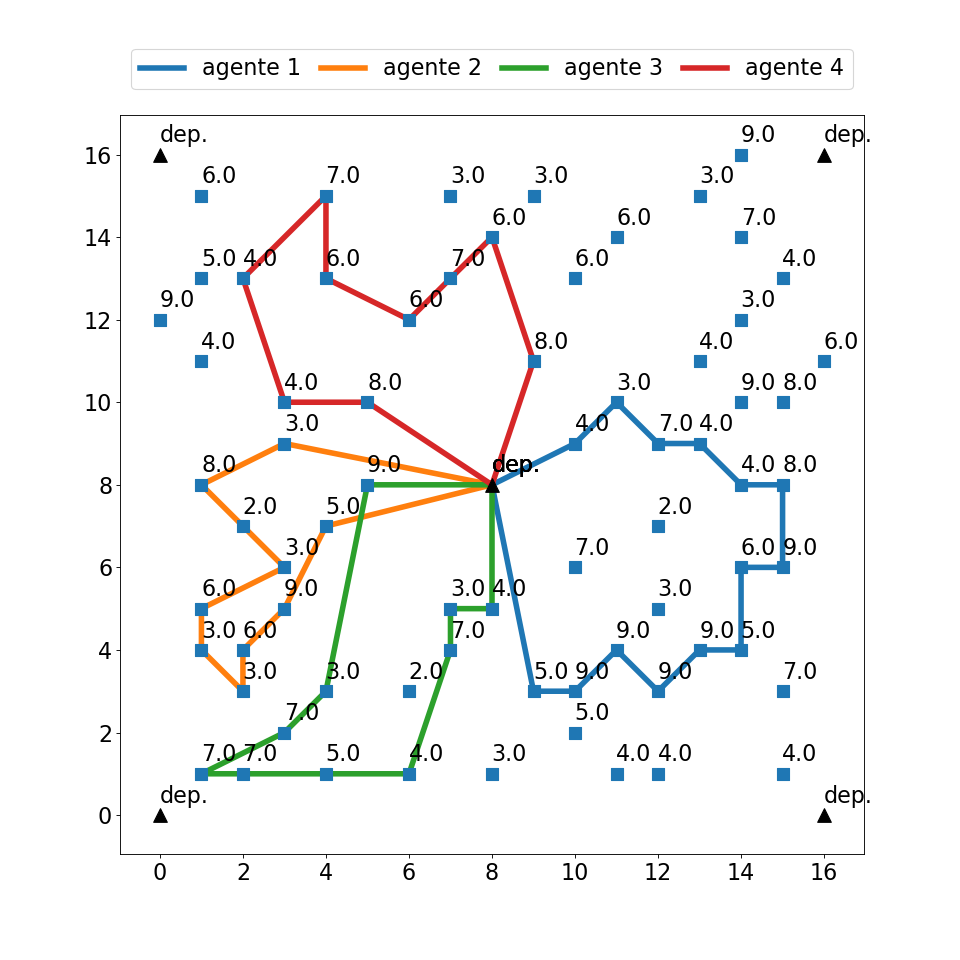 agente 1 agente 2 agente 3 agente 4
dep. 9.0 dep.
16
6.0 7.0 3.0 3.0 3.0
6.0 6.0 7.0
14
5.0 4.0 6.0 7.0 6.0 4.0
9.0 6.0 3.0
12
4.0 8.0 4.0 6.0
4.0 8.0 3.0 9.0 8.0
10
3.0 4.0 7.0 4.0
8.0 9.0 dep. 4.0 8.0
8
2.0 5.0 2.0
3.0 7.0 6.0 9.0
6
6.0 9.0 3.0 4.0 3.0
3.0 6.0 7.0 9.0 9.0 5.0
4
3.0 3.0 2.0 5.0 9.0 9.0 7.0
7.0 5.0
2
7.0 7.0 5.0 4.0 3.0 4.0 4.0 4.0
dep. dep.
0
0 2 4 6 8 10 12 14 16